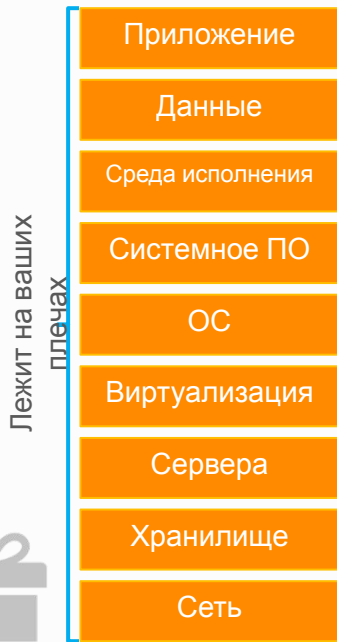 Лежит на ваших
плечах
Приложение
Данные
Среда исполнения
Системное ПО
ОС
Виртуализация
Сервера
Хранилище
Сеть